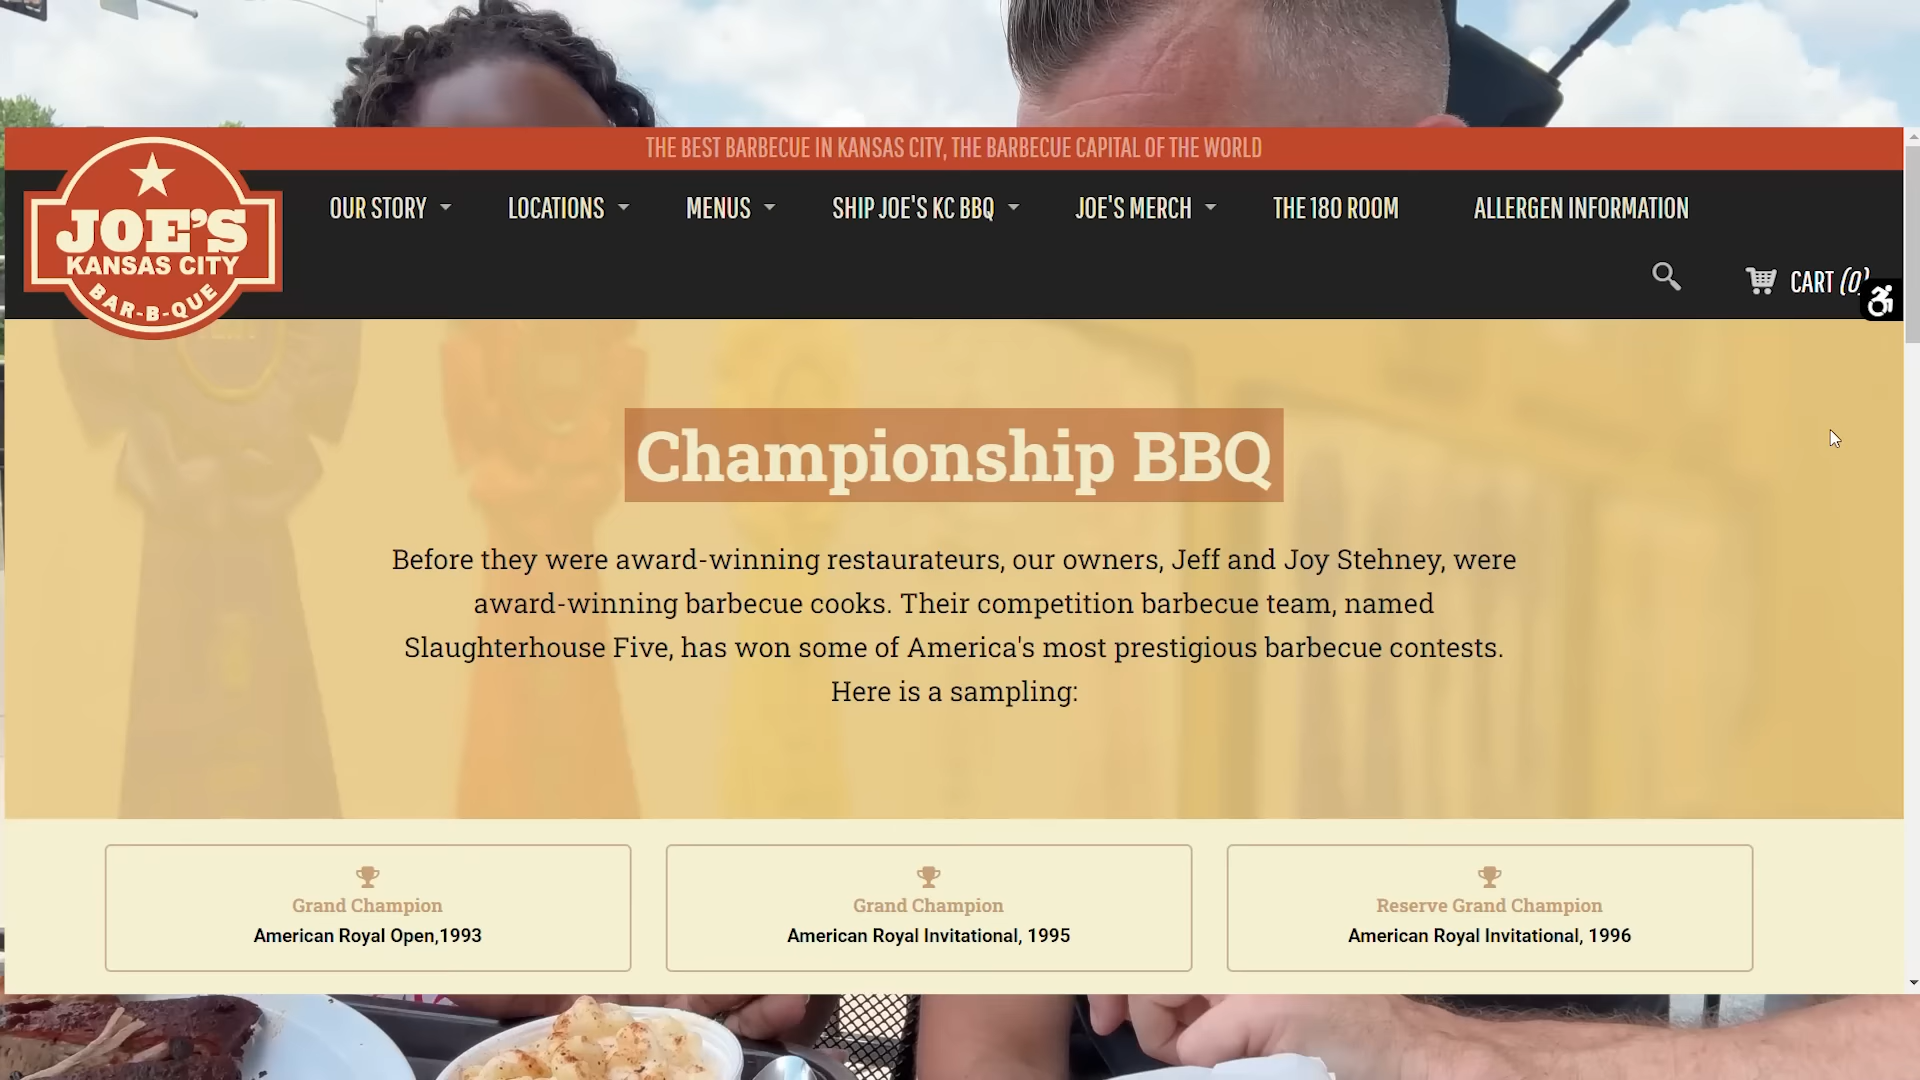 THE BEST BARBECUE IN KANSAS CITY, THE BARBECUE CAPITAL OF THE WORLD
JOE'S
KANSAS CITY
BAR-B-QUE
OUR STORY
LOCATIONS
MENUS
SHIP JOE'S KC BBQ
JOE'S MERCH
THE 180 ROOM
ALLERGEN INFORMATION
CART (0)
Championship BBQ
Before they were award-winning restaurateurs, our owners, Jeff and Joy Stehney, were
award-winning barbecue cooks. Their competition barbecue team, named
Slaughterhouse Five, has won some of America's most prestigious barbecue contests.
Here is a sampling:
Grand Champion
American Royal Open,1993
Grand Champion
American Royal Invitational, 1995
Reserve Grand Champion
American Royal Invitational, 1996